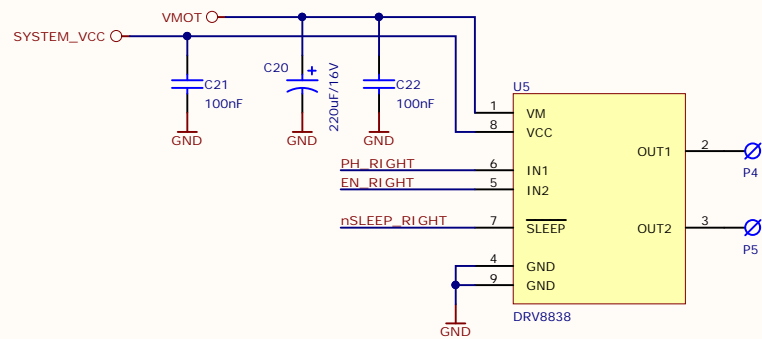 VMOT
SYSTEM_VCC
C21
100nF
GND
C20
220uF/16V
GND
C22
100nF
GND
U5
1 VM
8 VCC
OUT1 2
P4
PH_RIGHT 6 IN1
EN_RIGHT 5 IN2
nSLEEP_RIGHT 7 SLEEP
OUT2 3
P5
4 GND
9 GND
GND
DRV8838